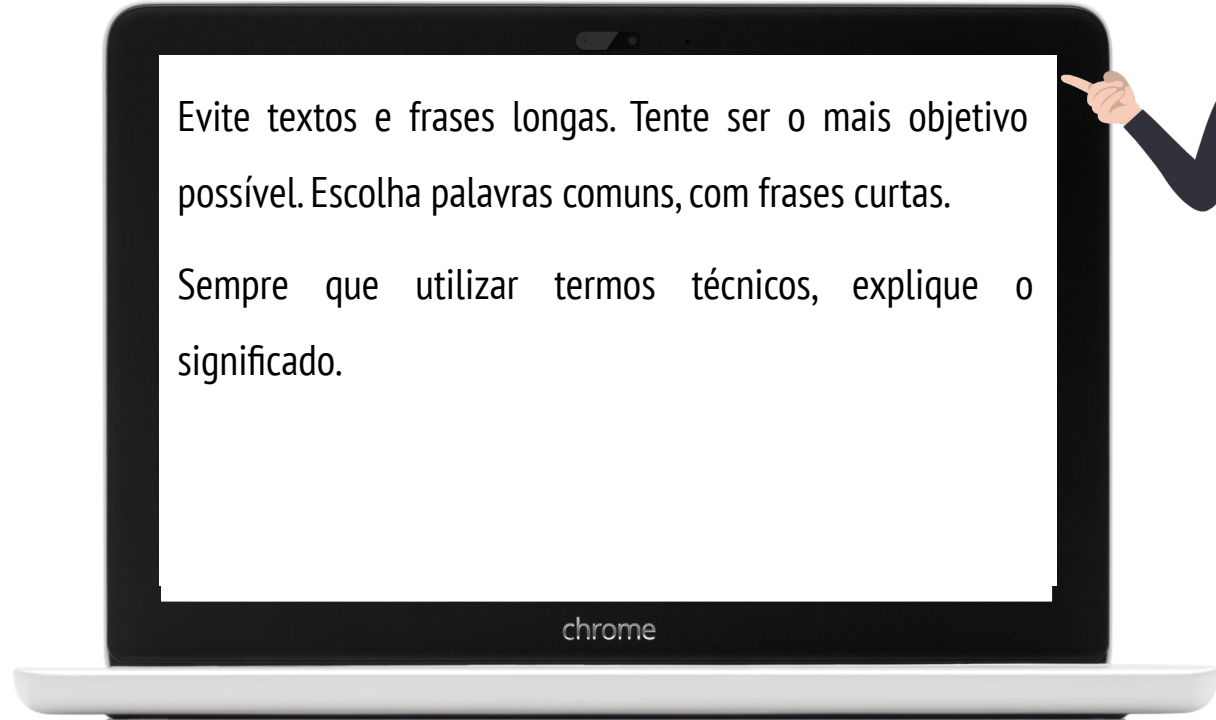 Evite textos e frases longas. Tente ser o mais objetivo
possível. Escolha palavras comuns, com frases curtas.
Sempre que utilizar termos técnicos, explique o
significado.
chrome